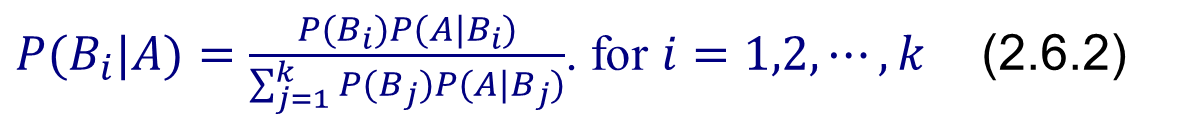 P(B_i|A) = \frac{P(B_i)P(A|B_i)}{\sum_{j=1}^{k} P(B_j)P(A|B_j)}. for i = 1,2, ⋯ , k (2.6.2)